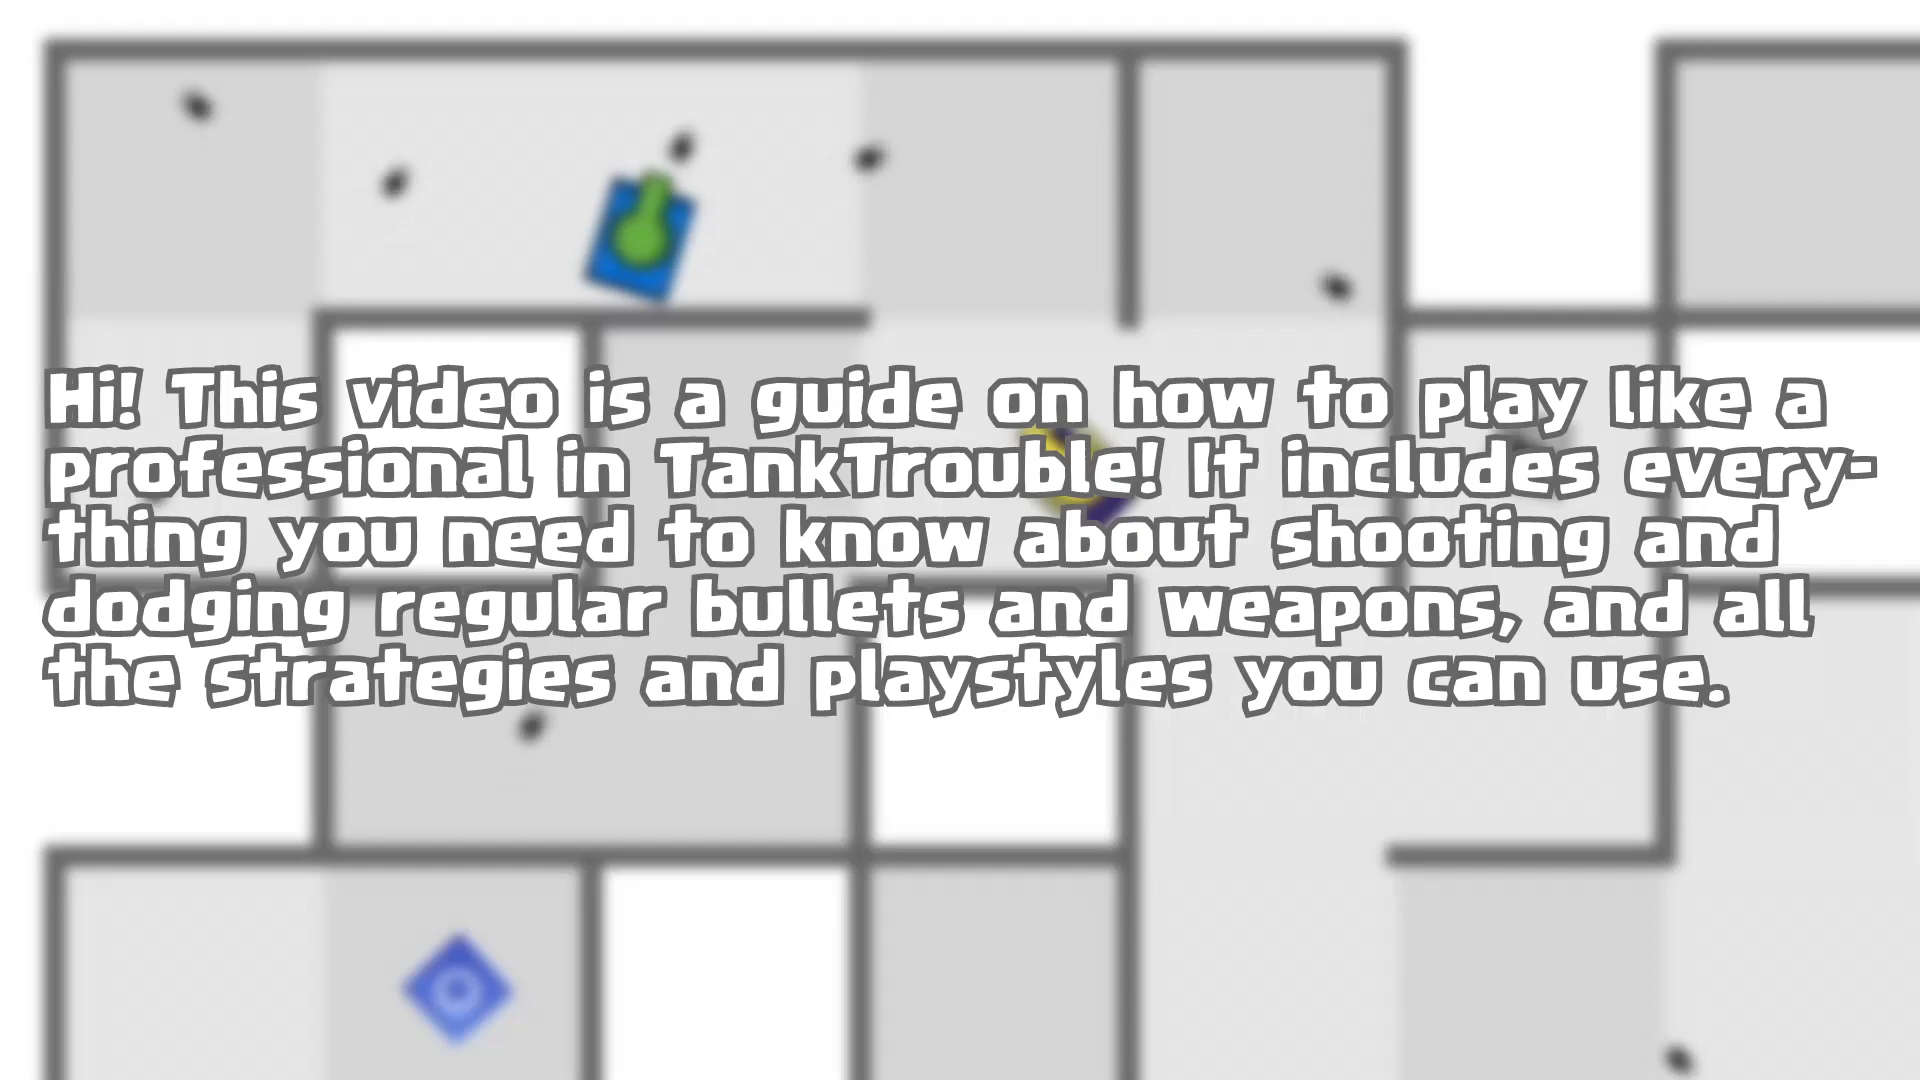 Hi! This video is a guide on how to play like a
professional in TankTrouble! It includes every-
thing you need to know about shooting and
dodging regular bullets and weapons, and all
the strategies and playstyles you can use.